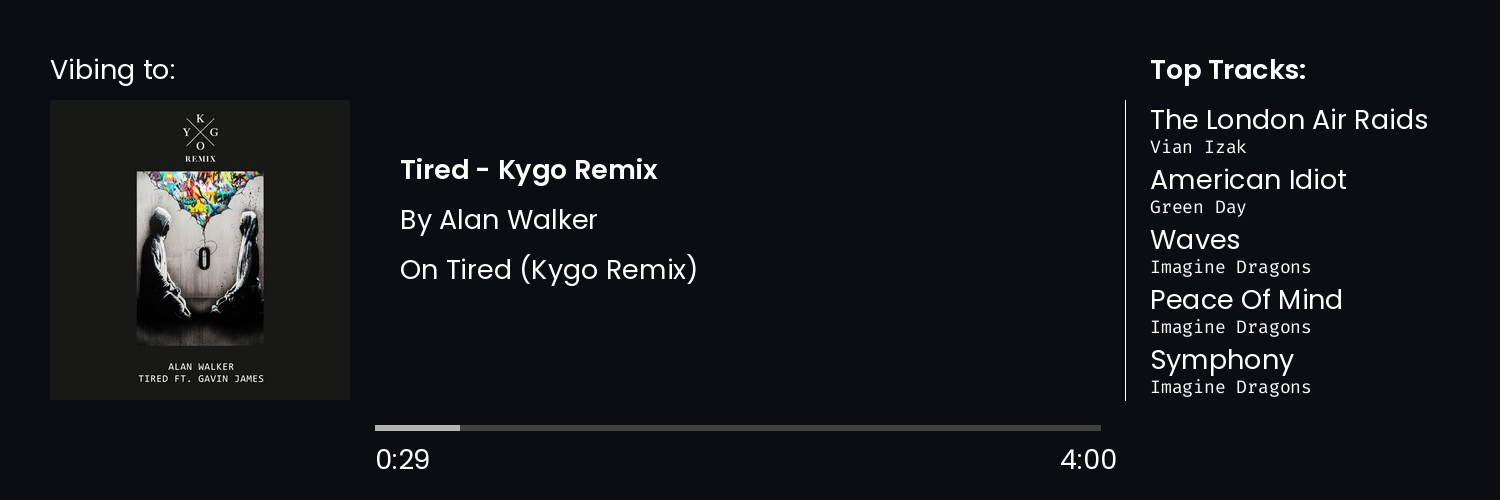 Vibing to:
K
Y G
O
REMIX
ALAN WALKER
TIRED FT. GAVIN JAMES
Tired - Kygo Remix
By Alan Walker
On Tired (Kygo Remix)
0:29
4:00
Top Tracks:
The London Air Raids
Vian Izak
American Idiot
Green Day
Waves
Imagine Dragons
Peace Of Mind
Imagine Dragons
Symphony
Imagine Dragons